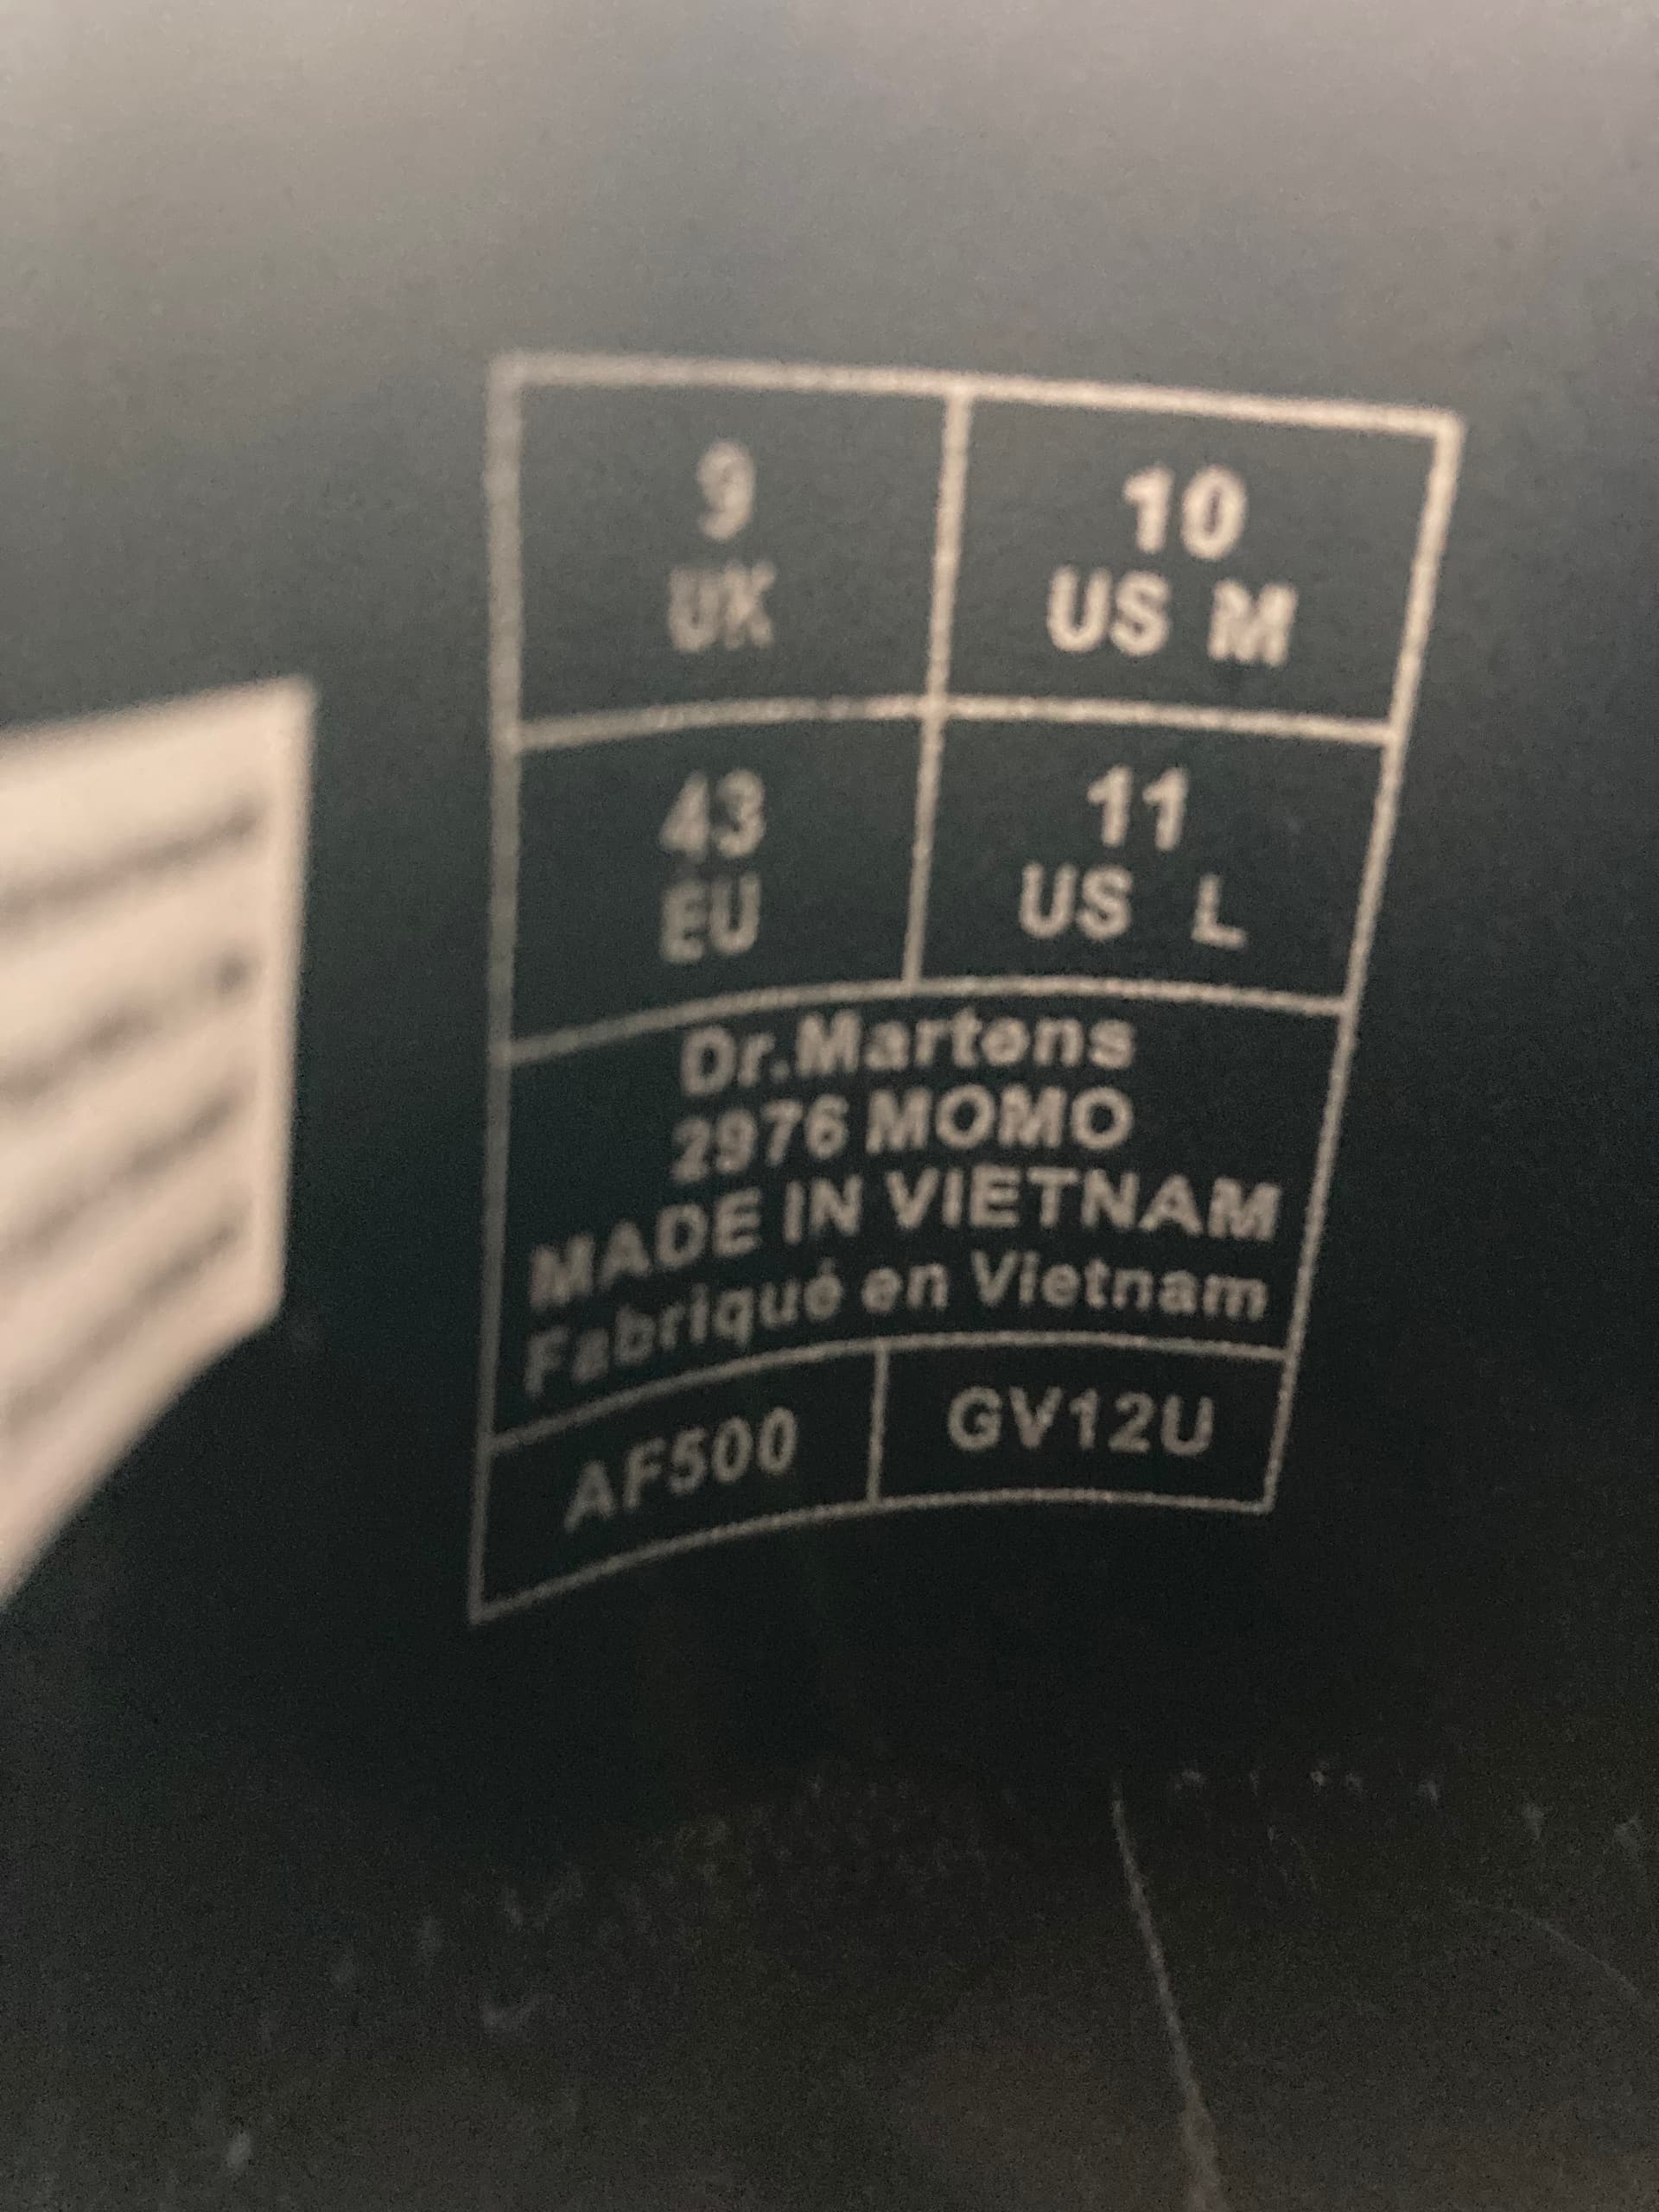 9
UK
10
US M
43
EU
11
US L
Dr.Martens
2976 MOMO
MADE IN VIETNAM
Fabriqué en Vietnam
AF500
GV12U